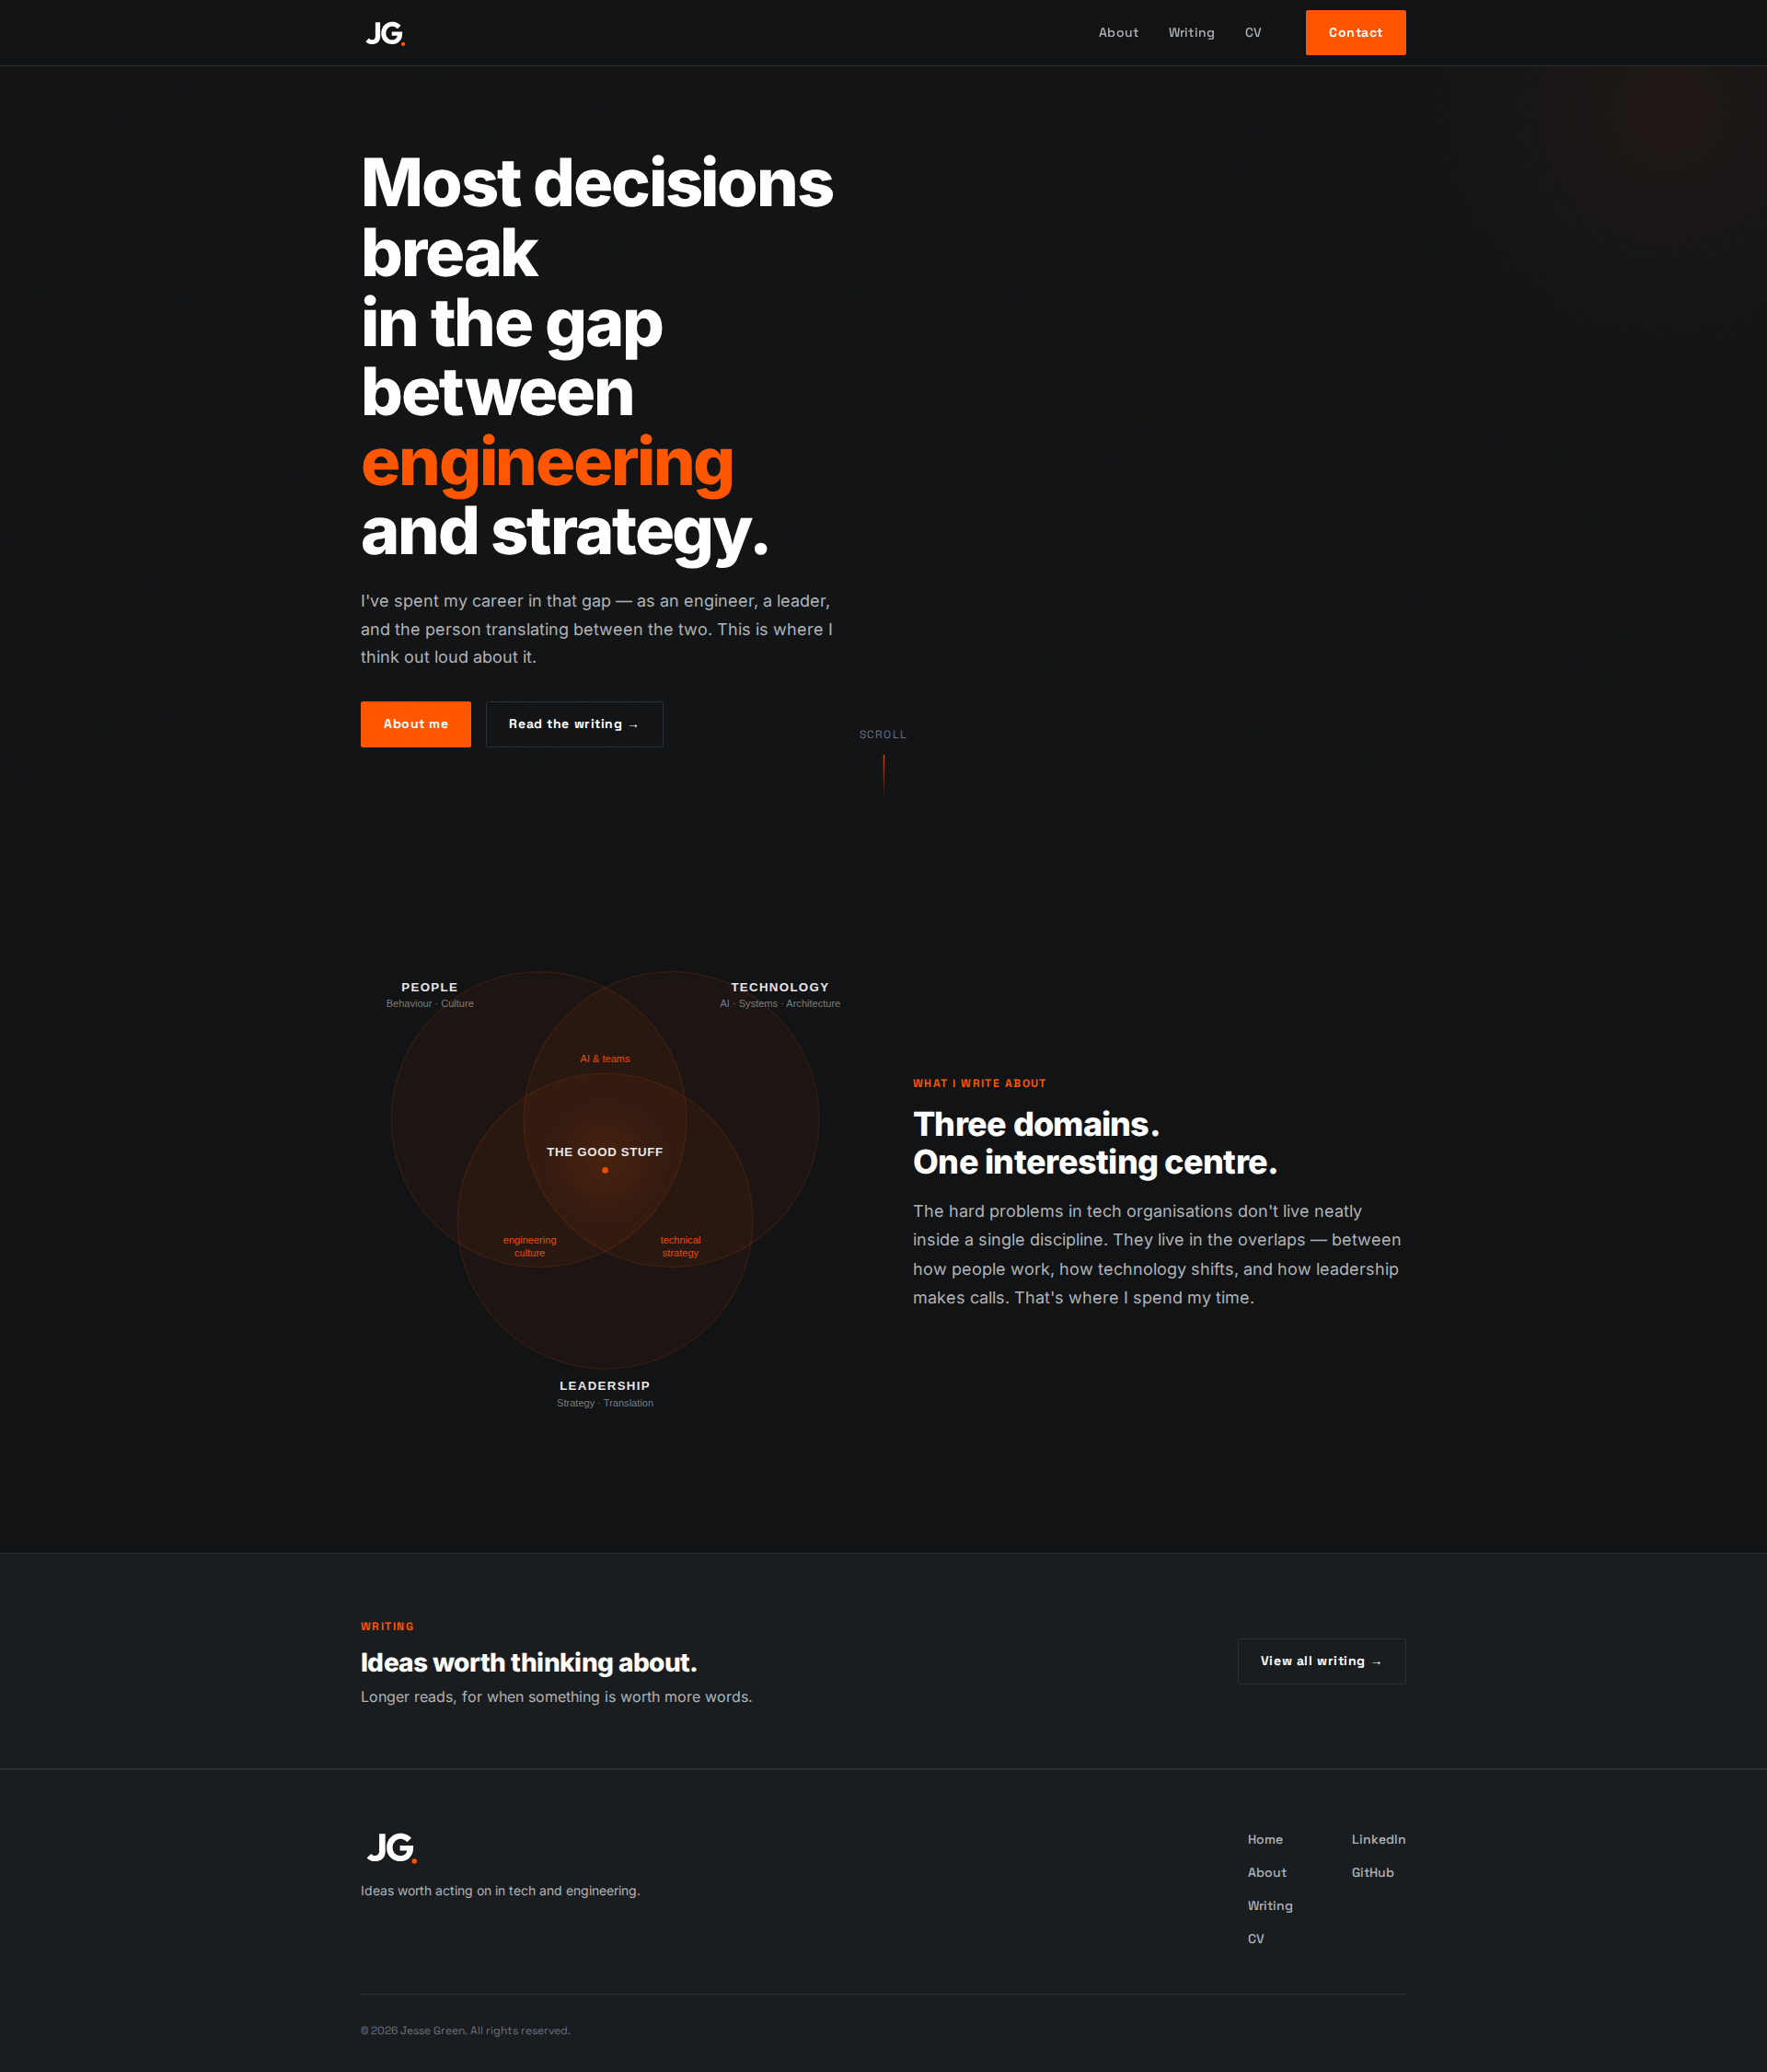 JG.
About
Writing
CV
Contact
Most decisions
break
in the gap
between
engineering
and strategy.
I've spent my career in that gap — as an engineer, a leader,
and the person translating between the two. This is where I
think out loud about it.
About me
Read the writing →
SCROLL
PEOPLE
Behaviour · Culture
TECHNOLOGY
AI · Systems · Architecture
AI & teams
THE GOOD STUFF
engineering
culture
technical
strategy
LEADERSHIP
Strategy · Translation
WHAT I WRITE ABOUT
Three domains.
One interesting centre.
The hard problems in tech organisations don't live neatly
inside a single discipline. They live in the overlaps — between
how people work, how technology shifts, and how leadership
makes calls. That's where I spend my time.
WRITING
Ideas worth thinking about.
Longer reads, for when something is worth more words.
View all writing →
JG.
Ideas worth acting on in tech and engineering.
Home
About
Writing
CV
LinkedIn
GitHub
© 2026 Jesse Green. All rights reserved.